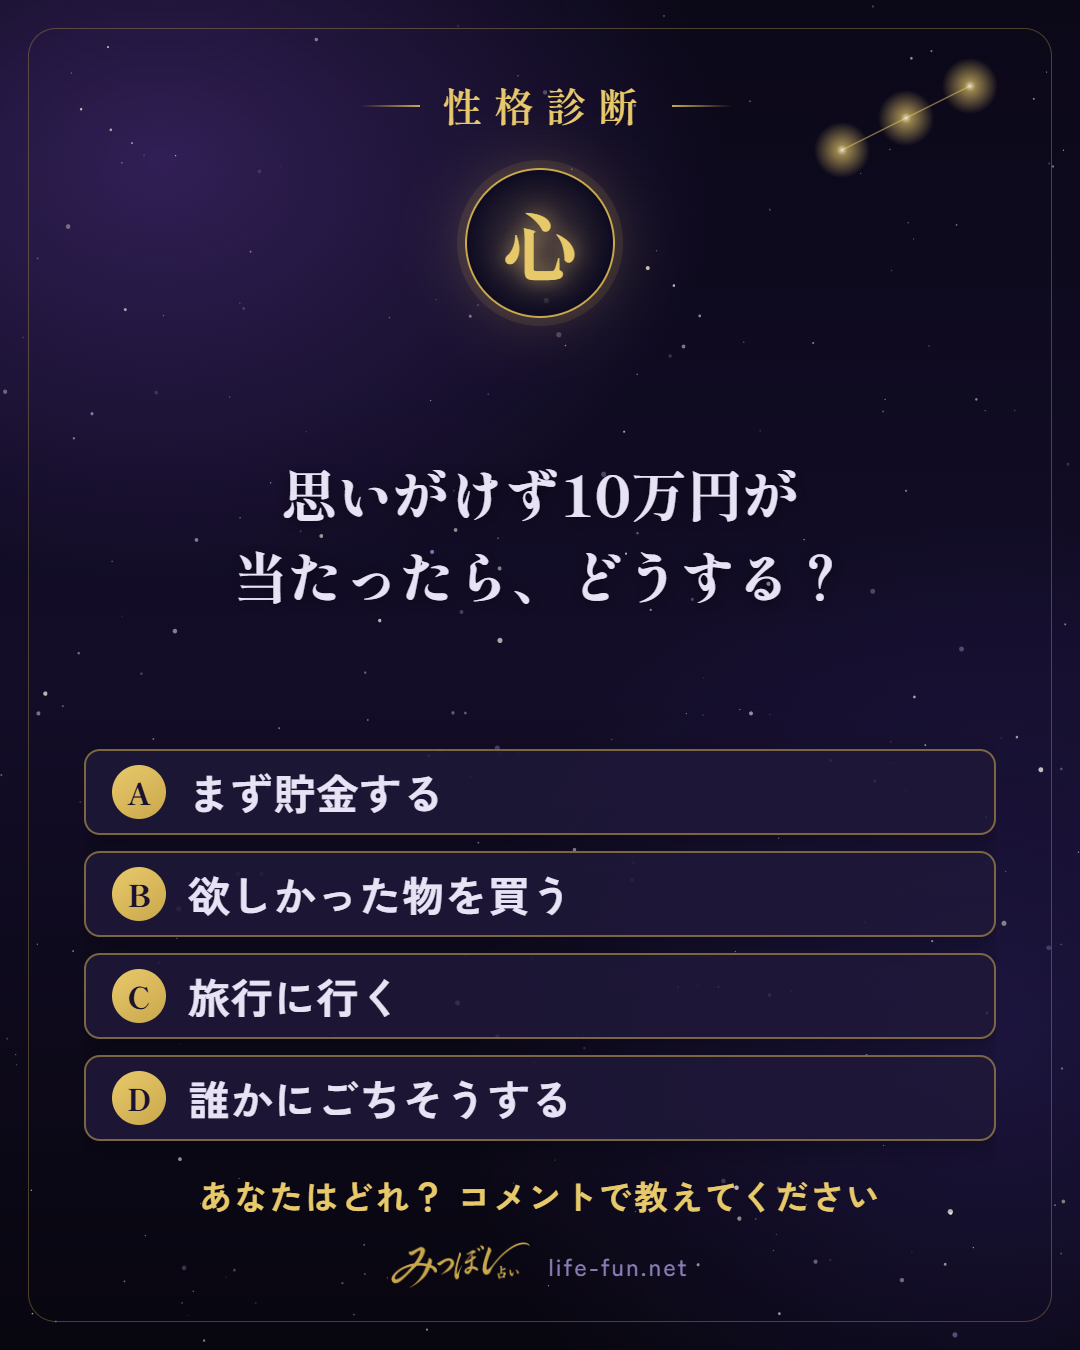 性格診断
心
思いがけず10万円が
当たったら、どうする？
A まず貯金する
B 欲しかった物を買う
C 旅行に行く
D 誰かにごちそうする
あなたはどれ？ コメントで教えてください
みつぼし占い life-fun.net